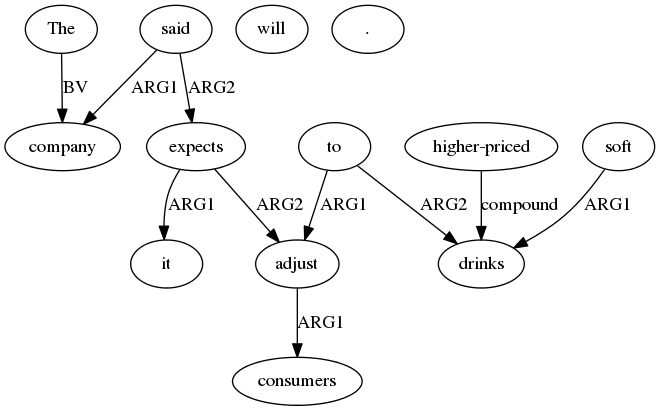 The said will .
BV ARG1 ARG2
company expects to higher-priced soft
ARG1 ARG2 ARG1 ARG2 compound ARG1
it adjust drinks
ARG1
consumers